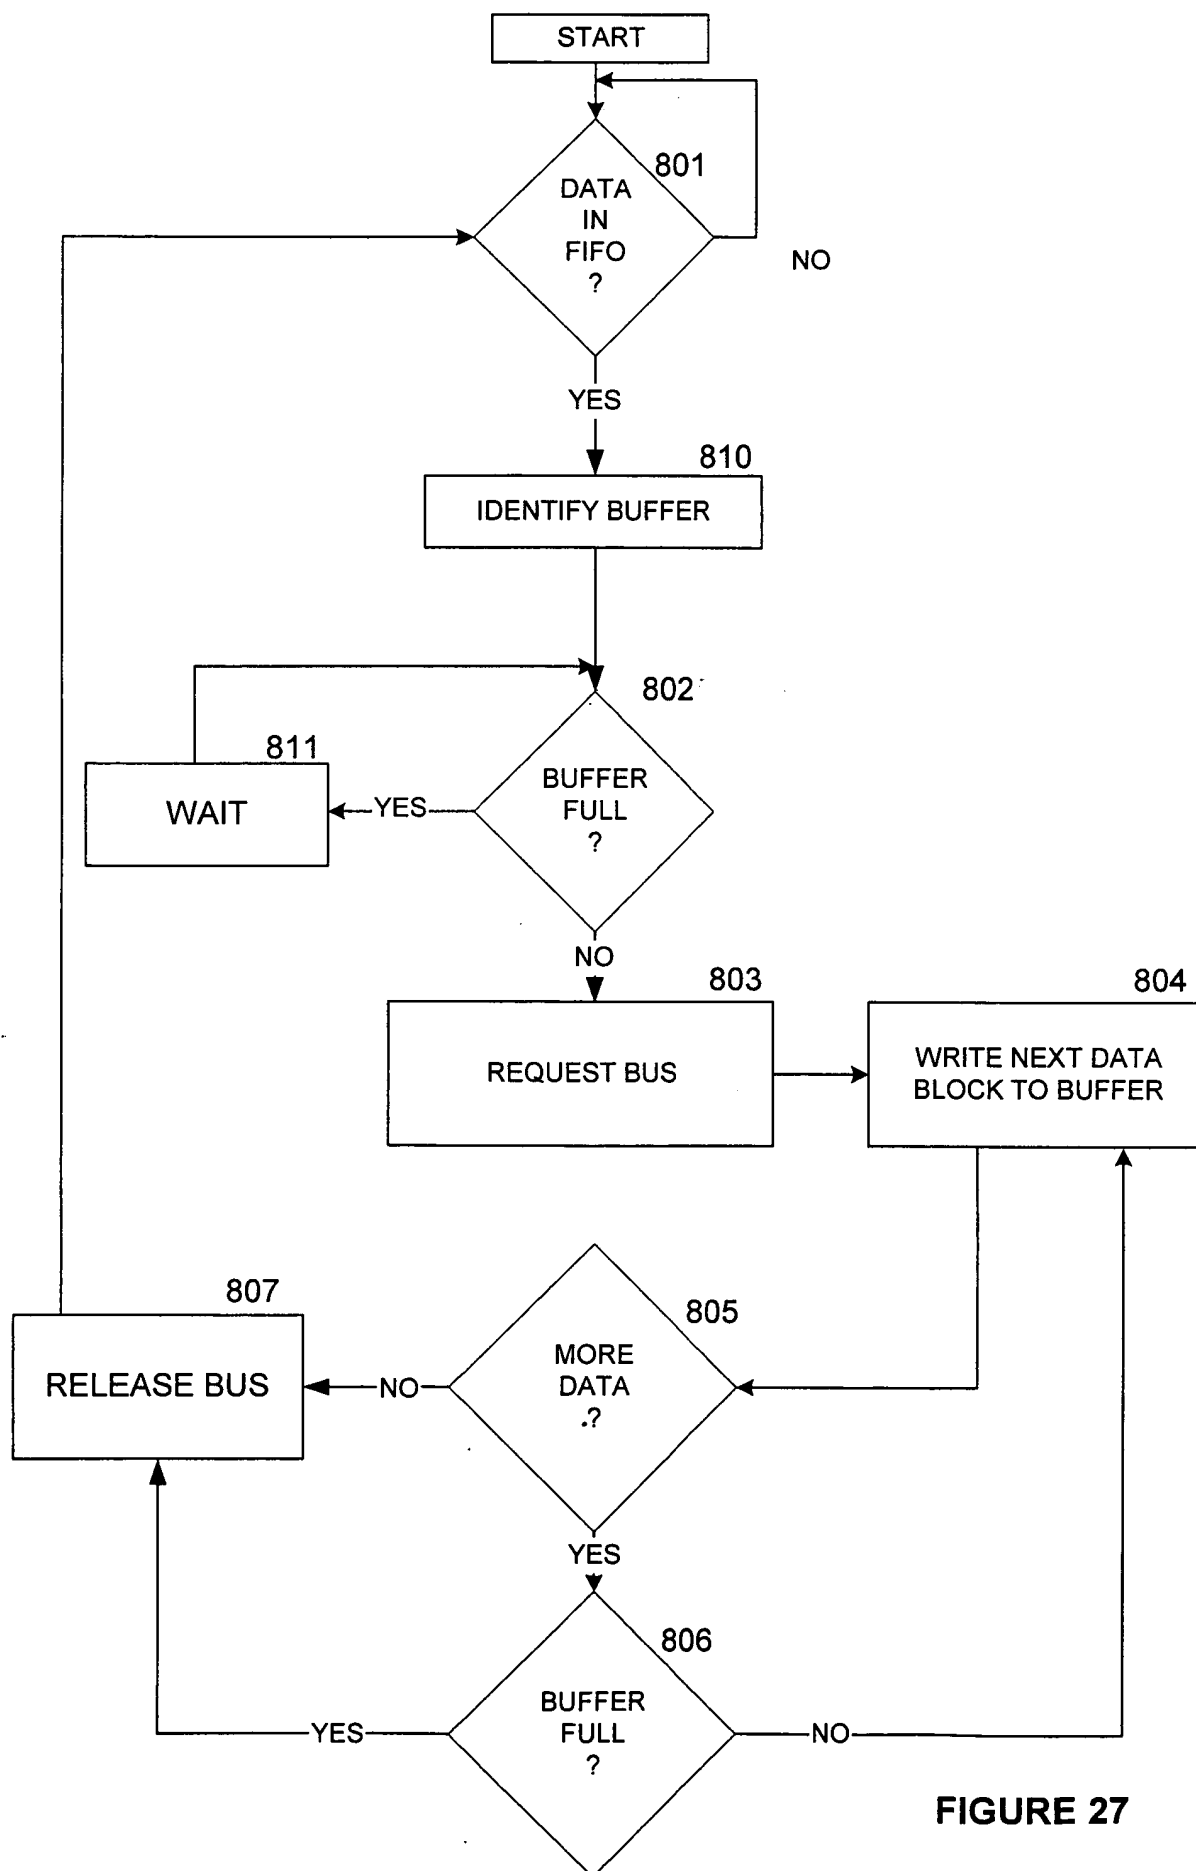 START
801
DATA
IN
FIFO
?
NO
YES
810
IDENTIFY BUFFER
802
811
BUFFER
FULL
?
WAIT
YES
NO
803
804
REQUEST BUS
WRITE NEXT DATA
BLOCK TO BUFFER
807
805
MORE
DATA
?
RELEASE BUS
NO
YES
806
BUFFER
FULL
?
YES
NO
FIGURE 27